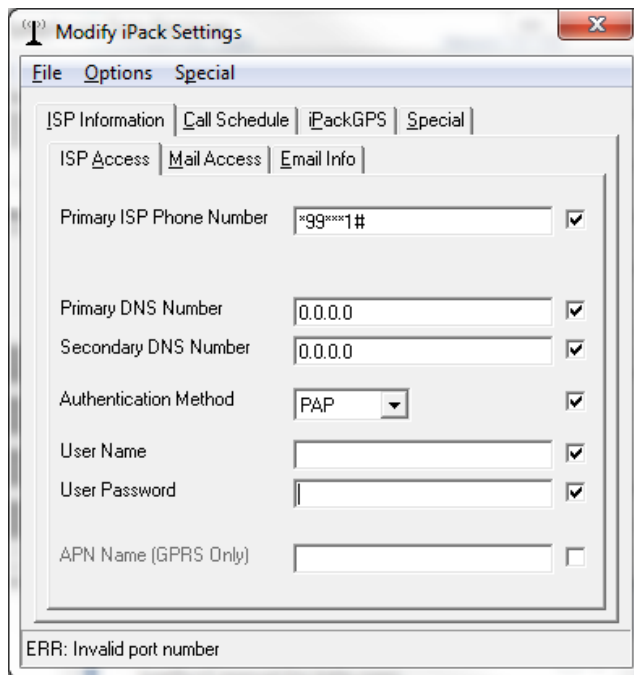 Modify iPack Settings
File Options Special
ISP Information Call Schedule iPackGPS Special
ISP Access Mail Access Email Info
Primary ISP Phone Number *99***1#
Primary DNS Number 0.0.0.0
Secondary DNS Number 0.0.0.0
Authentication Method PAP
User Name
User Password
APN Name (GPRS Only)
ERR: Invalid port number